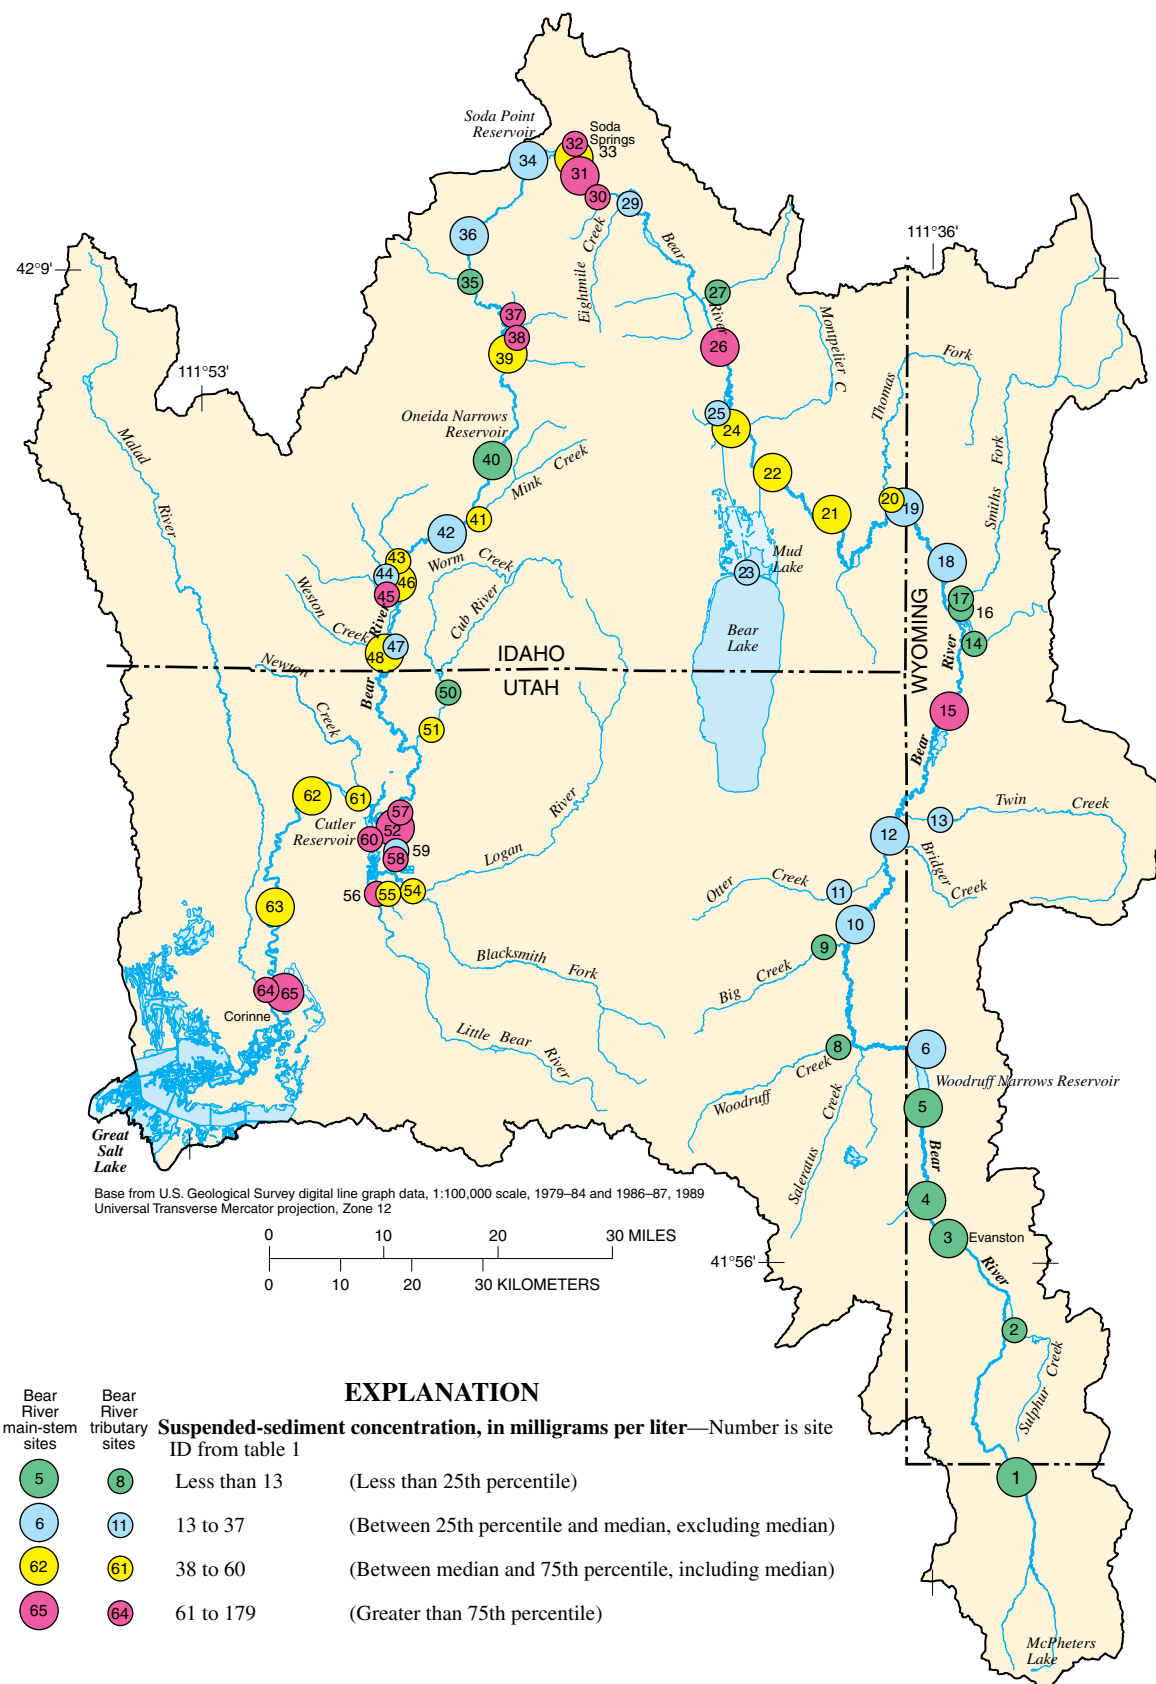 Soda Point
Reservoir
Soda
Springs
32
33
34
31
30
29
36
35
Eightmile Creek
Bear
River
27
37
38
39
26
42°9'
111°36'
111°53'
Montpelier C
Thomas
Fork
Smiths Fork
Malad
River
Oneida Narrows
Reservoir
25
24
40
Mink Creek
22
41
42
21
20
19
43
44
46
45
Worm Creek
Cub River
Weston
Creek
River
47
48
23
Mud
Lake
18
17
16
14
Bear
Lake
River
WYOMING
IDAHO
UTAH
Newton
Creek
Bear
50
51
15
Bear
62
61
57
52
60
59
58
Cutler
Reservoir
56
55
54
Logan
River
12
13
Twin Creek
Bridger
Creek
Otter Creek
11
10
9
Big Creek
63
Blacksmith Fork
64
65
Corinne
Little Bear
River
8
6
Woodruff Creek
Woodruff Narrows Reservoir
5
Bear
Saleratus Creek
4
3
Evanston
River
Great
Salt
Lake
Base from U.S. Geological Survey digital line graph data, 1:100,000 scale, 1979–84 and 1986–87, 1989
Universal Transverse Mercator projection, Zone 12
0 10 20 30 MILES
0 10 20 30 KILOMETERS
41°56'
2
Sulphur Creek
1
McPheters
Lake
EXPLANATION
Bear
River
main-stem
sites
Bear
River
tributary
sites
Suspended-sediment concentration, in milligrams per liter—Number is site
ID from table 1
5 8 Less than 13 (Less than 25th percentile)
6 11 13 to 37 (Between 25th percentile and median, excluding median)
62 61 38 to 60 (Between median and 75th percentile, including median)
65 64 61 to 179 (Greater than 75th percentile)